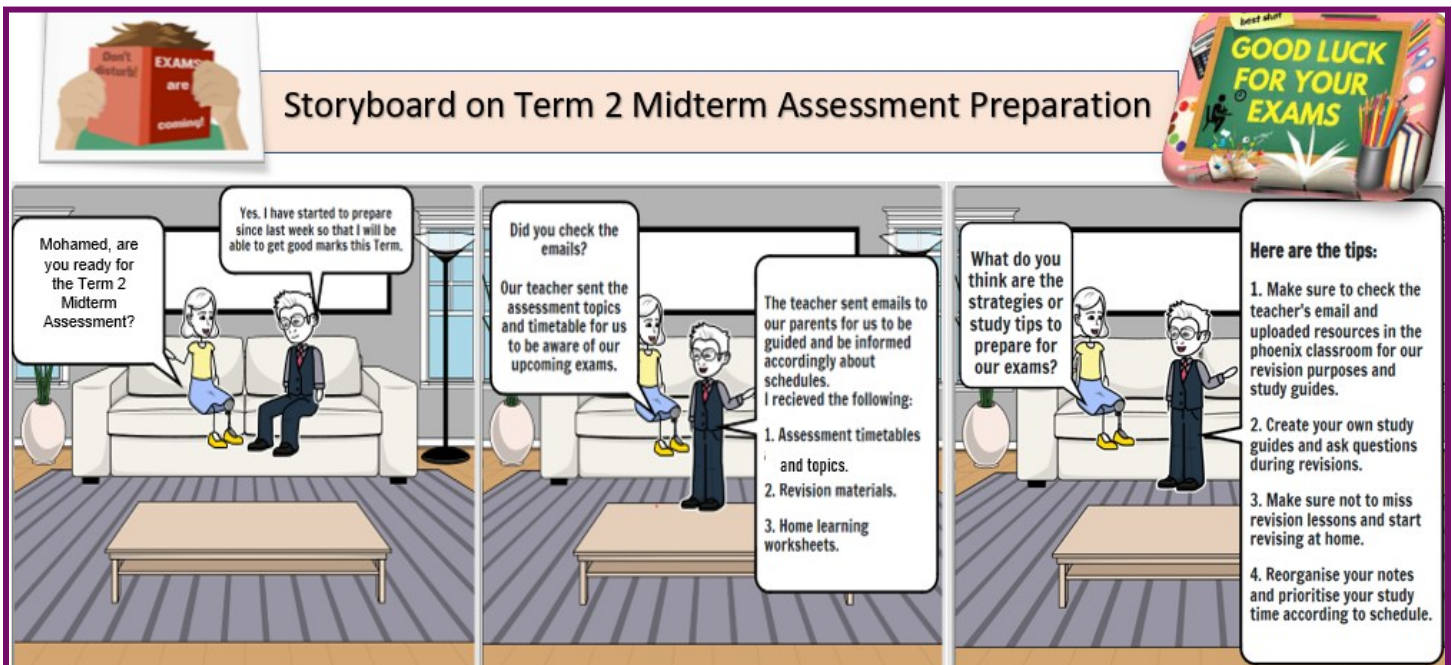 Don't
disturb!
EXAMS
are
coming!
Storyboard on Term 2 Midterm Assessment Preparation
best shot
GOOD LUCK
FOR YOUR
EXAMS
Mohamed, are
you ready for
the Term 2
Midterm
Assessment?
Yes. I have started to prepare
since last week so that I will be
able to get good marks this Term.
Did you check the
emails?
Our teacher sent the
assessment topics
and timetable for us
to be aware of our
upcoming exams.
The teacher sent emails to
our parents for us to be
guided and be informed
accordingly about
schedules.
I recieved the following:
1. Assessment timetables
and topics.
2. Revision materials.
3. Home learning
worksheets.
What do you
think are the
strategies or
study tips to
prepare for
our exams?
Here are the tips:
1. Make sure to check the
teacher's email and
uploaded resources in the
phoenix classroom for our
revision purposes and
study guides.
2. Create your own study
guides and ask questions
during revisions.
3. Make sure not to miss
revision lessons and start
revising at home.
4. Reorganise your notes
and prioritise your study
time according to schedule.